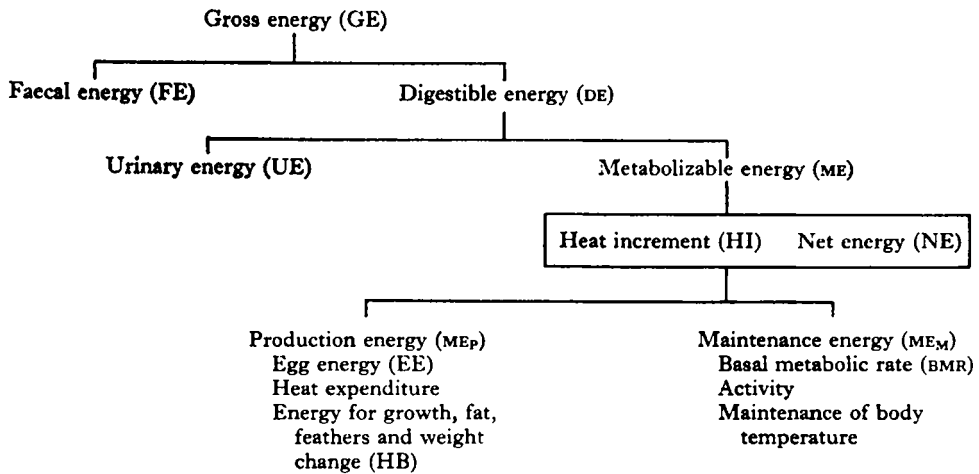 Gross energy (GE)
Faecal energy (FE)
Digestible energy (DE)
Urinary energy (UE)
Metabolizable energy (ME)
Heat increment (HI)
Net energy (NE)
Production energy (MEP)
Egg energy (EE)
Heat expenditure
Energy for growth, fat,
feathers and weight
change (HB)
Maintenance energy (MEM)
Basal metabolic rate (BMR)
Activity
Maintenance of body
temperature